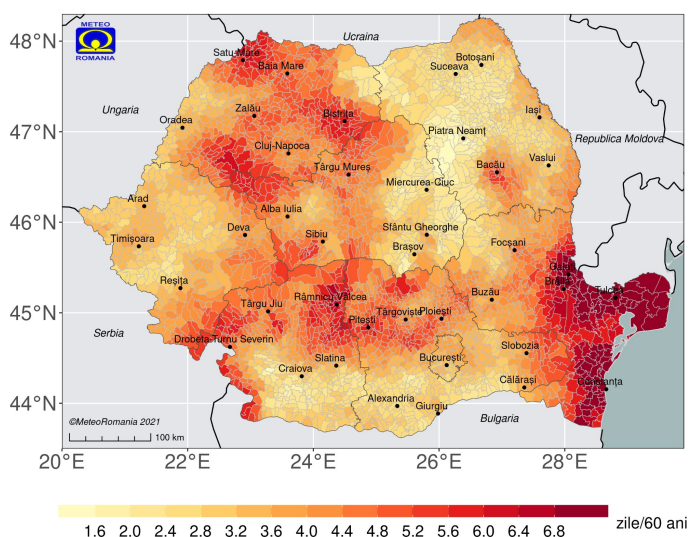 METEO
ROMANIA
Ucraina
48°N
Satu-Mare
Botoșani
Baia Mare
Suceava
Ungaria
Zalău
Bistrița
Iași
Oradea
47°N
Piatra Neamț
Republica Moldova
Cluj-Napoca
Vaslui
Târgu Mureș
Bacău
Miercurea-Ciuc
Arad
Alba Iulia
46°N
Deva
Sibiu
Sfântu Gheorghe
Timișoara
Brașov
Focșani
Galați
Reșița
Brăila
Tulcea
Râmnicu Vâlcea
Buzău
45°N
Târgu Jiu
Târgoviște
Ploiești
Pitești
Serbia
Drobeta-Turnu Severin
Slobozia
Slatina
București
Craiova
Călărași
Constanța
44°N
Alexandria
Giurgiu
Bulgaria
©MeteoRomania 2021
100 km
20°E 22°E 24°E 26°E 28°E
1.6 2.0 2.4 2.8 3.2 3.6 4.0 4.4 4.8 5.2 5.6 6.0 6.4 6.8
zile/60 ani